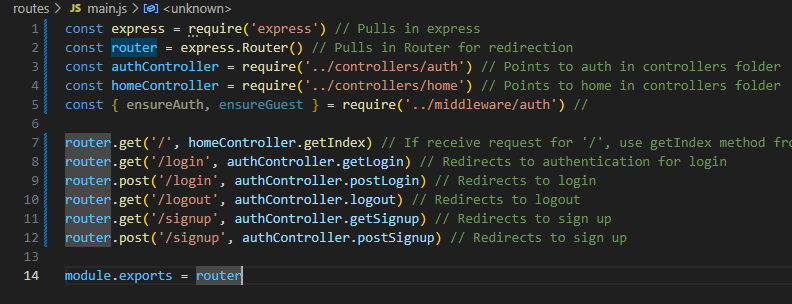 routes > JS main.js > <unknown>
1 const express = require('express') // Pulls in express
2 const router = express.Router() // Pulls in Router for redirection
3 const authController = require('../controllers/auth') // Points to auth in controllers folder
4 const homeController = require('../controllers/home') // Points to home in controllers folder
5 const { ensureAuth, ensureGuest } = require('../middleware/auth') //
6
7 router.get('/', homeController.getIndex) // If receive request for '/', use getIndex method fro
8 router.get('/login', authController.getLogin) // Redirects to authentication for login
9 router.post('/login', authController.postLogin) // Redirects to login
10 router.get('/logout', authController.logout) // Redirects to logout
11 router.get('/signup', authController.getSignup) // Redirects to sign up
12 router.post('/signup', authController.postSignup) // Redirects to sign up
13
14 module.exports = router